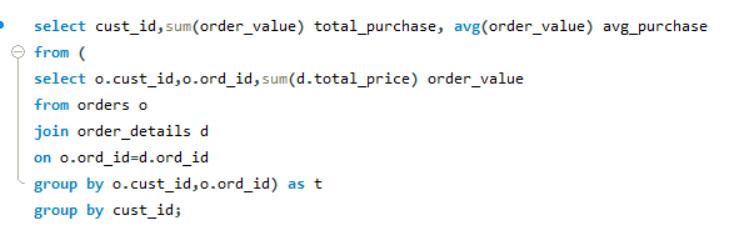 select cust_id,sum(order_value) total_purchase, avg(order_value) avg_purchase
from (
select o.cust_id,o.ord_id,sum(d.total_price) order_value
from orders o
join order_details d
on o.ord_id=d.ord_id
group by o.cust_id,o.ord_id) as t
group by cust_id;